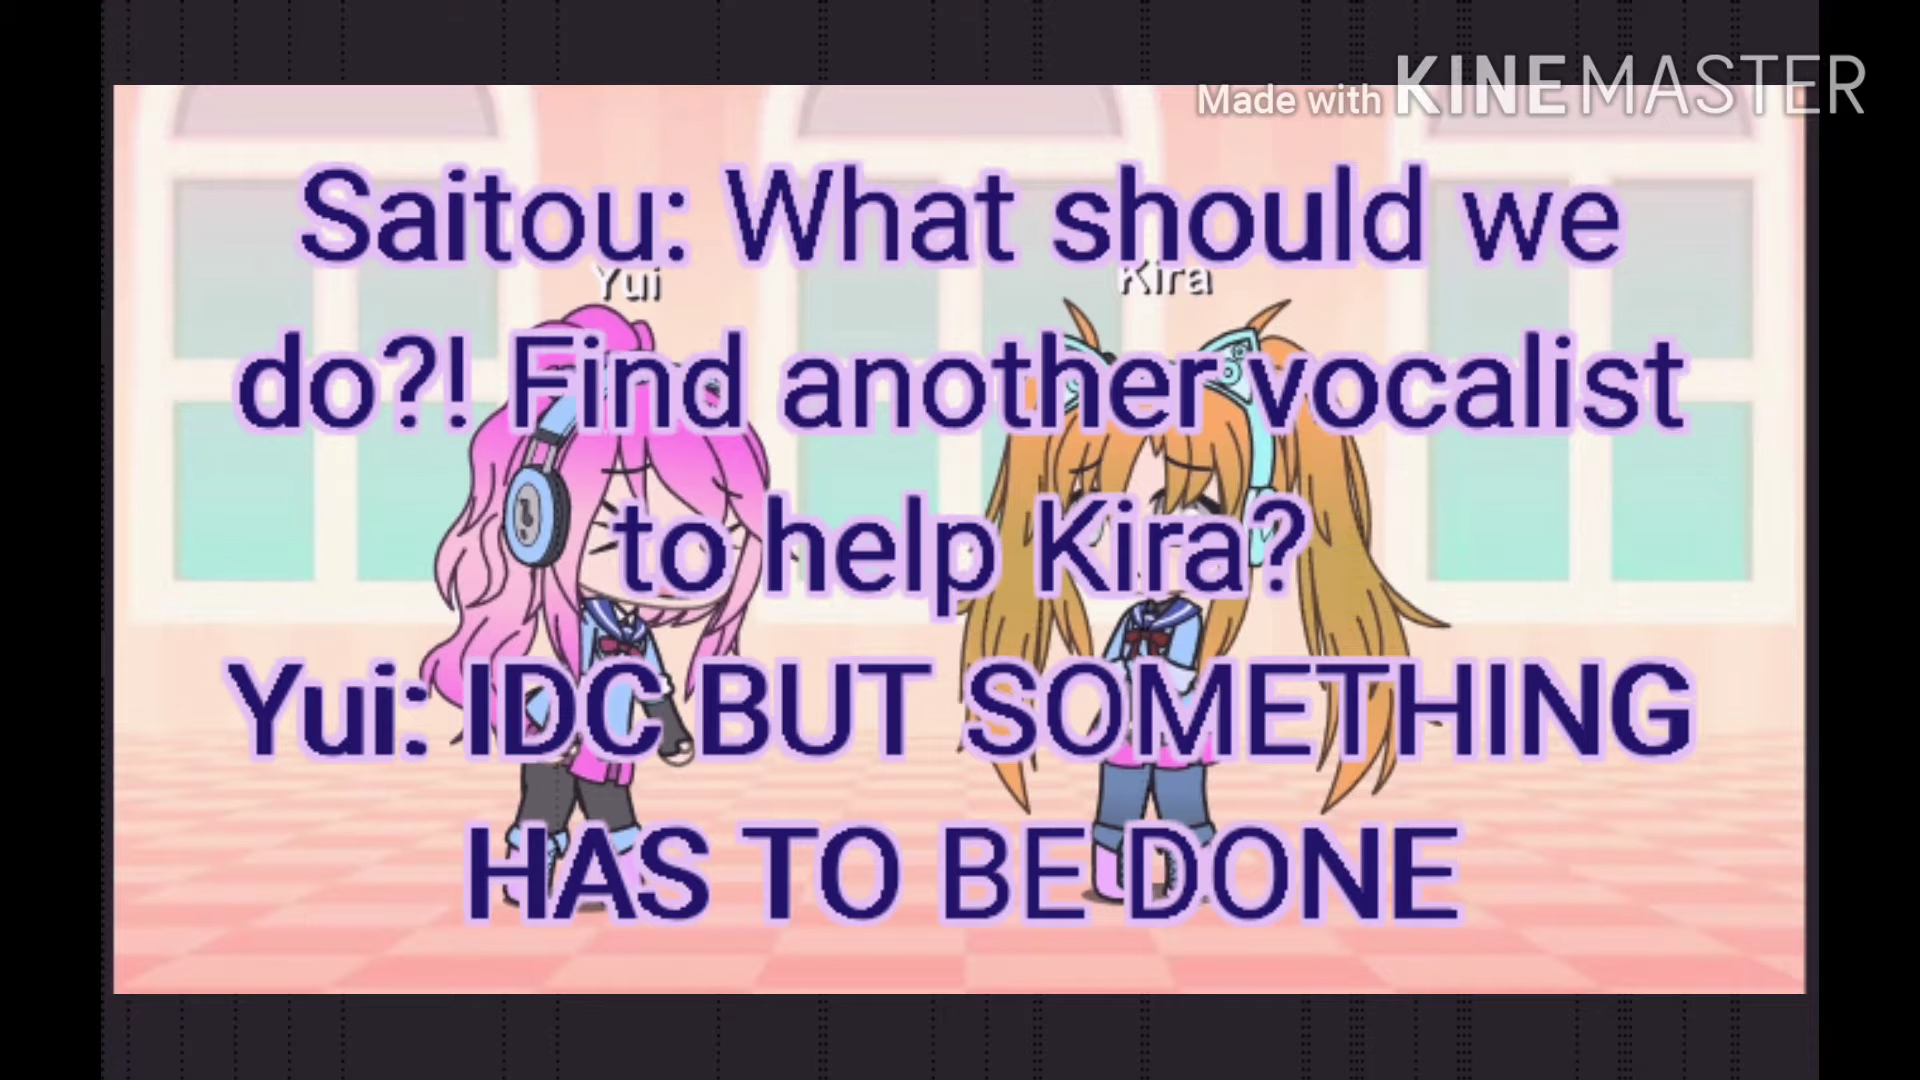 Made with KINEMASTER
Saitou: What should we
Yui
Kira
do?! Find another vocalist
to help Kira?
Yui: IDC BUT SOMETHING
HAS TO BE DONE